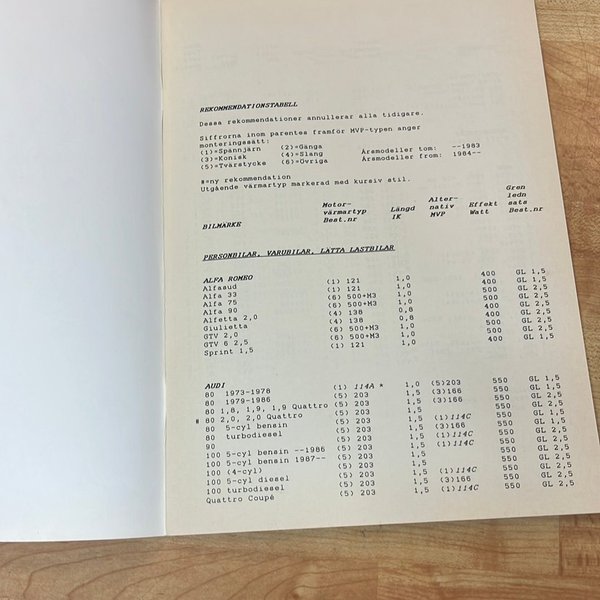 REKOMMENDATIONSTABELL
Dessa rekommendationer annullerar alla tidigare.
Siffrorna inom parentes framför MVP-typen anger
monteringssätt:
(1)=Spännjärn (2)=Gänga
(3)=Konisk (4)=Slang Årsmodeller tom: --1983
(5)=Tvärstycke (6)=Övriga Årsmodeller from: 1984--
#=ny rekommendation
Utgående värmartyp markerad med kursiv stil.
BILMÄRKE Motor-värmartyp Best.nr Längd IK Alter-nativ MVP Effekt Watt Gren ledn sats Best.nr
PERSONBILAR, VARUBILAR, LÄTTA LASTBILAR
ALFA ROMEO
Alfasud (1) 121 1,0 400 GL 1,5
Alfa 33 (1) 121 1,0 400 GL 2,5
Alfa 75 (6) 500+M3 1,0 500 GL 2,5
Alfa 90 (6) 500+M3 1,0 500 GL 2,5
Alfetta 2,0 (4) 138 0,8 500 GL 2,5
Giulietta (4) 138 0,8 500 GL 2,5
GTV 2,0 (6) 500+M3 1,0 500 GL 2,5
GTV 6 2,5 (6) 500+M3 1,0 500 GL 2,5
Sprint 1,5 (1) 121 1,0 400 GL 1,5
AUDI
80 1973-1978 (1) 114A * 1,0 (5)203 550 GL 1,5
80 1979-1986 (5) 203 1,5 (3)166 550 GL 1,5
80 1,8, 1,9, 1,9 Quattro (5) 203 1,5 (3)166 550 GL 2,5
# 80 2,0, 2,0 Quattro (5) 203 1,5 550 GL 2,5
80 5-cyl bensin (5) 203 1,5 (1)114C 550 GL 2,5
80 turbodiesel (5) 203 1,5 (3)166 550 GL 2,5
90 (5) 203 1,5 (1)114C 550 GL 2,5
100 5-cyl bensin --1986 (5) 203 1,5 (1)114C 550 GL 2,5
100 5-cyl bensin 1987-- (5) 203 1,5 550 GL 2,5
100 (4-cyl) (5) 203 1,5 550 GL 2,5
100 5-cyl diesel (5) 203 1,5 (1)114C 550 GL 2,5
100 turbodiesel (5) 203 1,5 (3)166 550 GL 2,5
Quattro Coupé (5) 203 1,5 (1)114C 550 GL 2,5